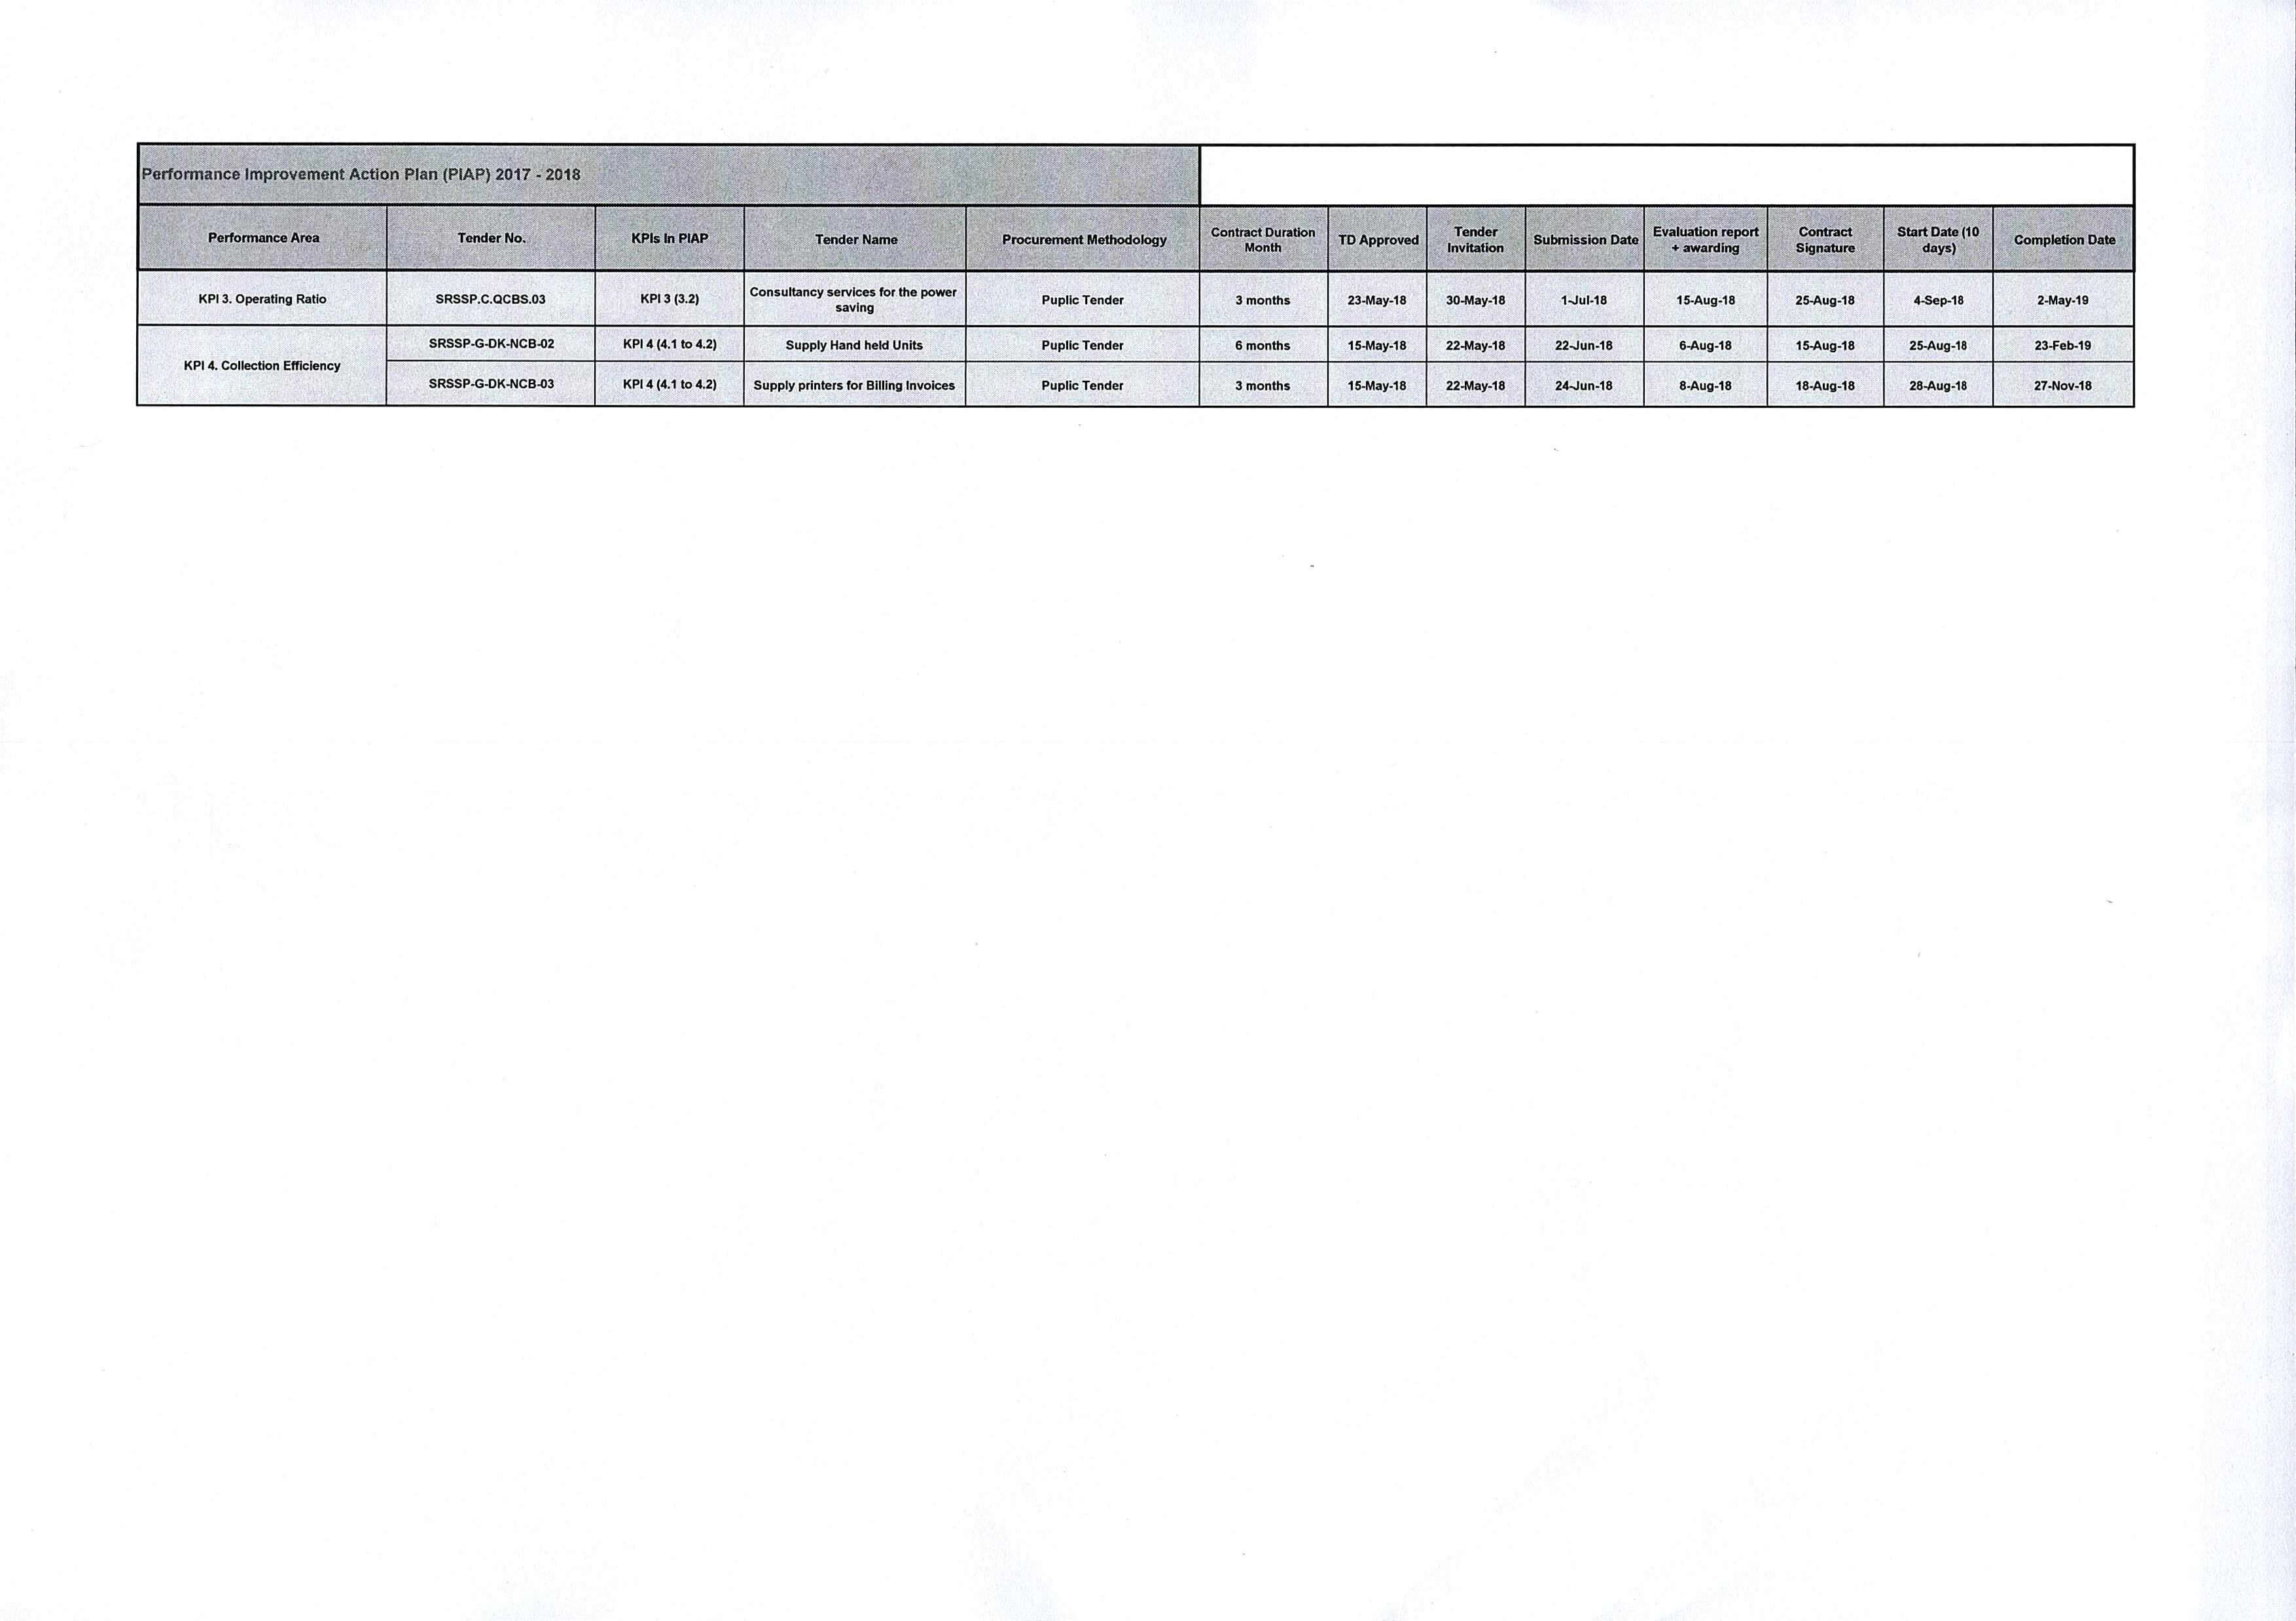 Performance Improvement Action Plan (PIAP) 2017 - 2018
Performance Area Tender No. KPIs In PIAP Tender Name Procurement Methodology Contract Duration Month TD Approved Tender Invitation Submission Date Evaluation report + awarding Contract Signature Start Date (10 days) Completion Date
KPI 3. Operating Ratio SRSSP.C.QCBS.03 KPI 3 (3.2) Consultancy services for the power saving Puplic Tender 3 months 23-May-18 30-May-18 1-Jul-18 15-Aug-18 25-Aug-18 4-Sep-18 2-May-19
KPI 4. Collection Efficiency SRSSP-G-DK-NCB-02 KPI 4 (4.1 to 4.2) Supply Hand held Units Puplic Tender 6 months 15-May-18 22-May-18 22-Jun-18 6-Aug-18 15-Aug-18 25-Aug-18 23-Feb-19
SRSSP-G-DK-NCB-03 KPI 4 (4.1 to 4.2) Supply printers for Billing Invoices Puplic Tender 3 months 15-May-18 22-May-18 24-Jun-18 8-Aug-18 18-Aug-18 28-Aug-18 27-Nov-18